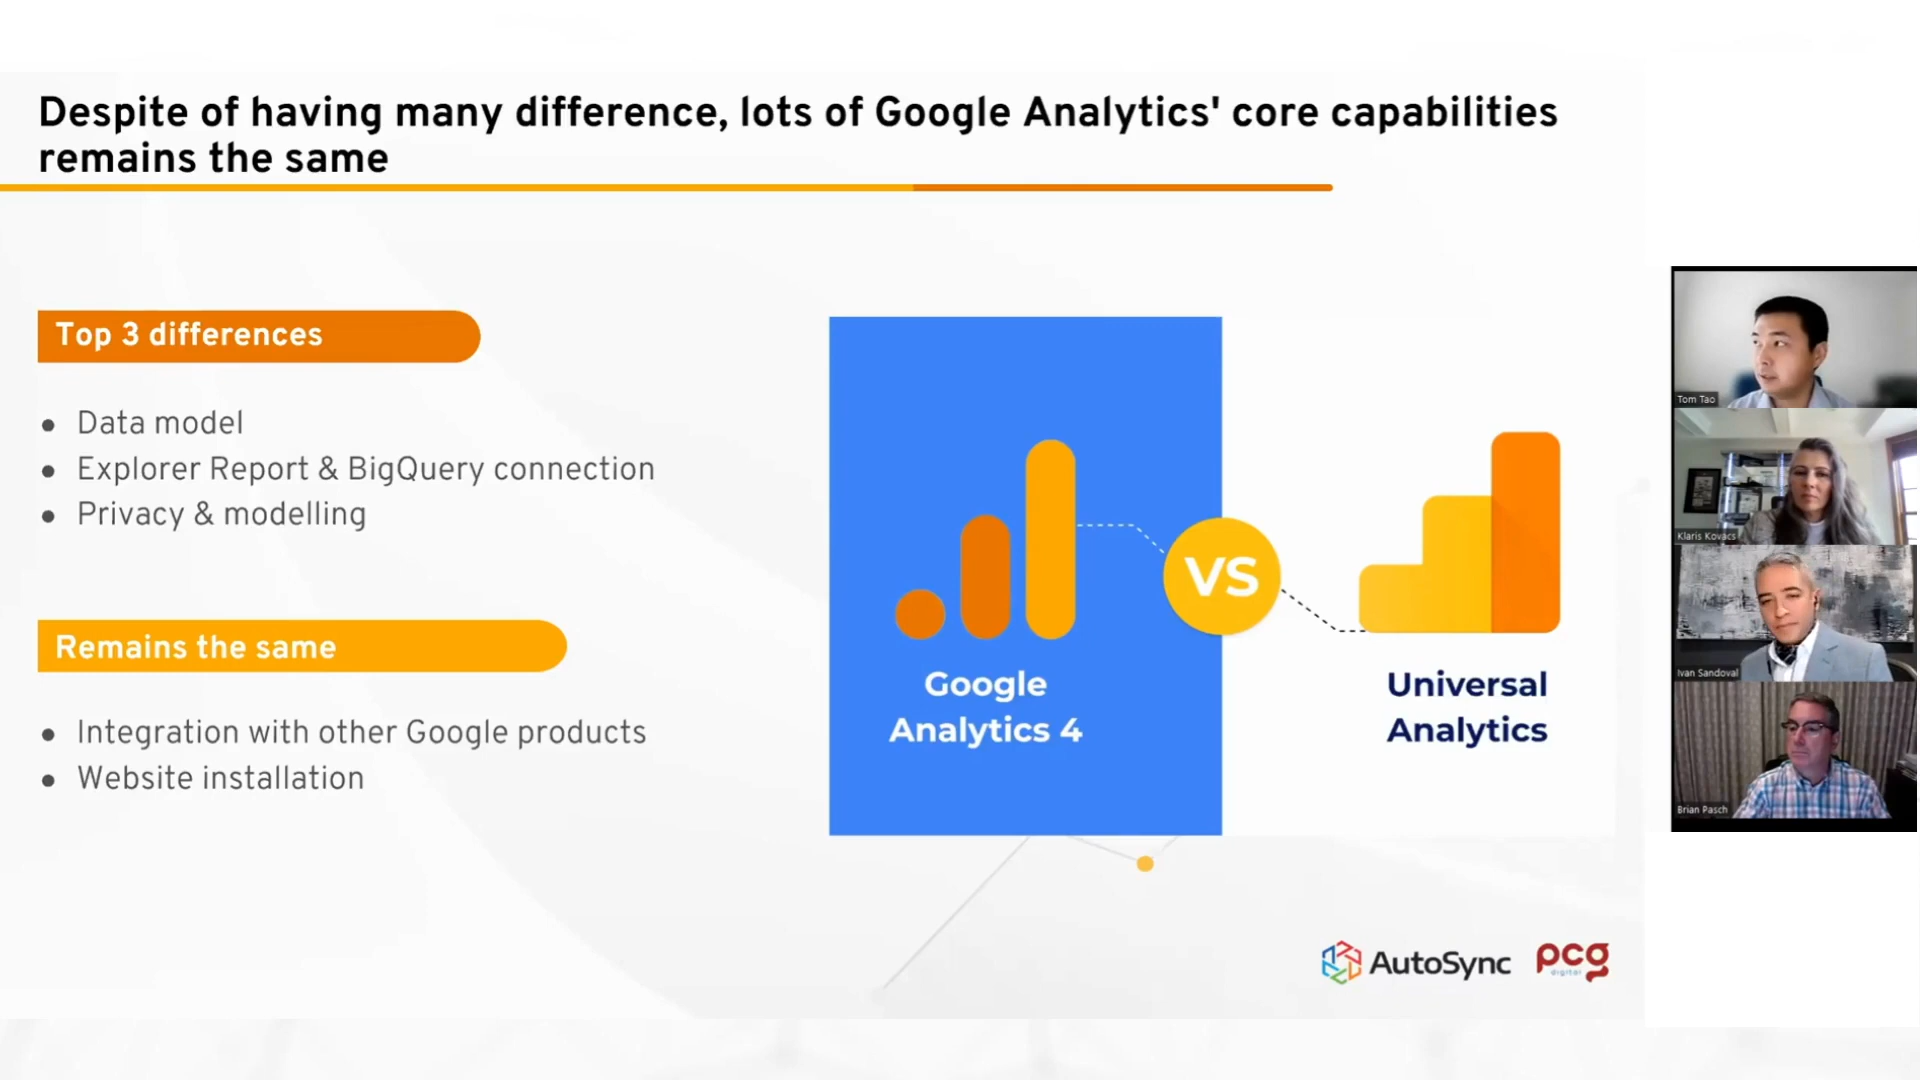 Despite of having many difference, lots of Google Analytics' core capabilities
remains the same
Top 3 differences
Data model
Explorer Report & BigQuery connection
Privacy & modelling
Remains the same
Integration with other Google products
Website installation
Google
Analytics 4
VS
Universal
Analytics
AutoSync
pcg
digital
Tom Tao
Klaris Kovacs
Ivan Sandoval
Brian Pasch